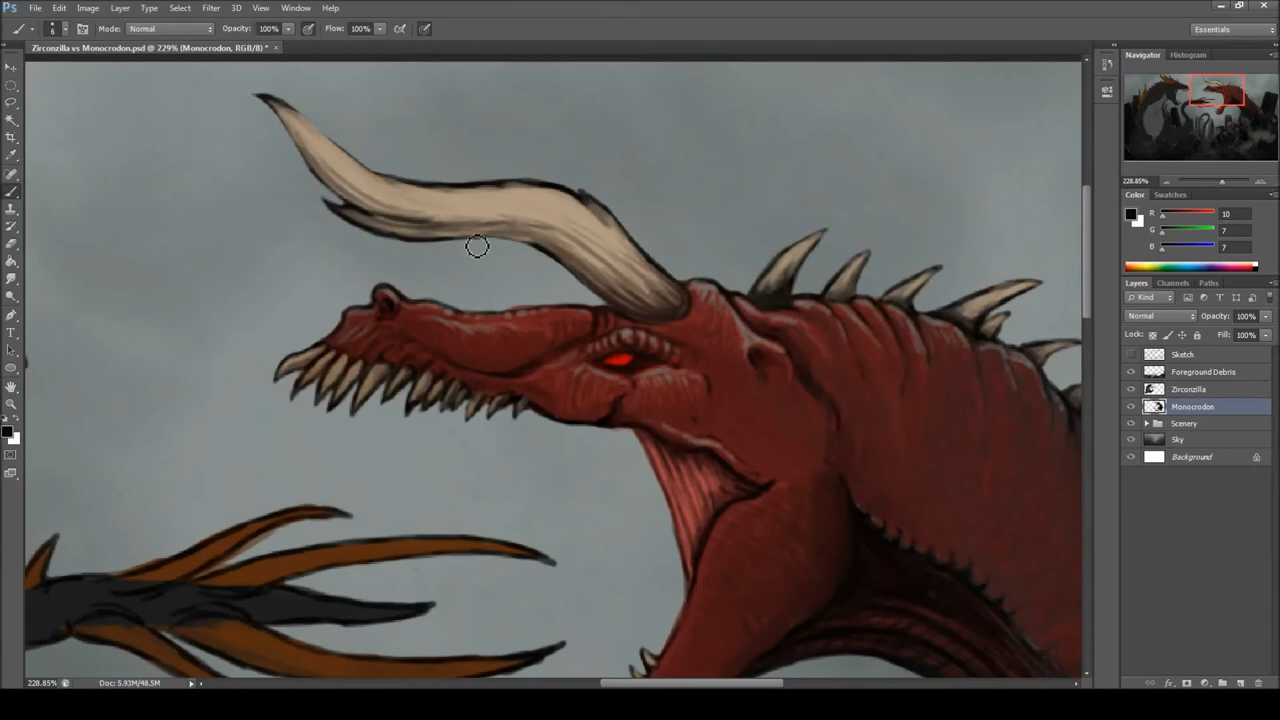 Ps File Edit Image Layer Type Select Filter 3D View Window Help
6 Mode: Normal Opacity: 100% Flow: 100% Essentials
Zirconzilla vs Monocrodon.psd @ 229% (Monocrodon, RGB/8) * ×
Navigator Histogram
228.85%
Color Swatches
R 10
G 7
B 7
Layers Channels Paths
Kind
Normal Opacity: 100%
Lock: Fill: 100%
Sketch
Foreground Debris
Zirconzilla
Monocrodon
Scenery
Sky
Background
228.85% Doc: 5.93M/48.5M